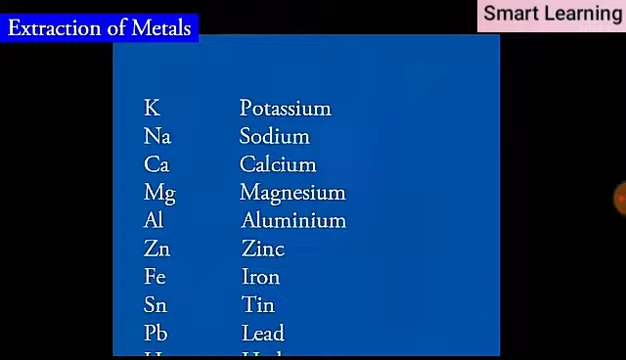 Smart Learning
Extraction of Metals
K Potassium
Na Sodium
Ca Calcium
Mg Magnesium
Al Aluminium
Zn Zinc
Fe Iron
Sn Tin
Pb Lead